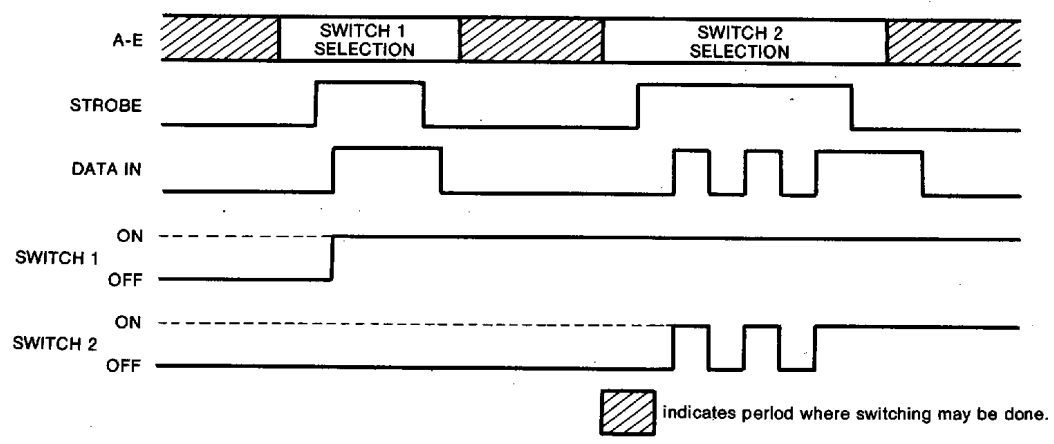 A-E
SWITCH 1
SELECTION
SWITCH 2
SELECTION
STROBE
DATA IN
ON
SWITCH 1
OFF
ON
SWITCH 2
OFF
indicates period where switching may be done.